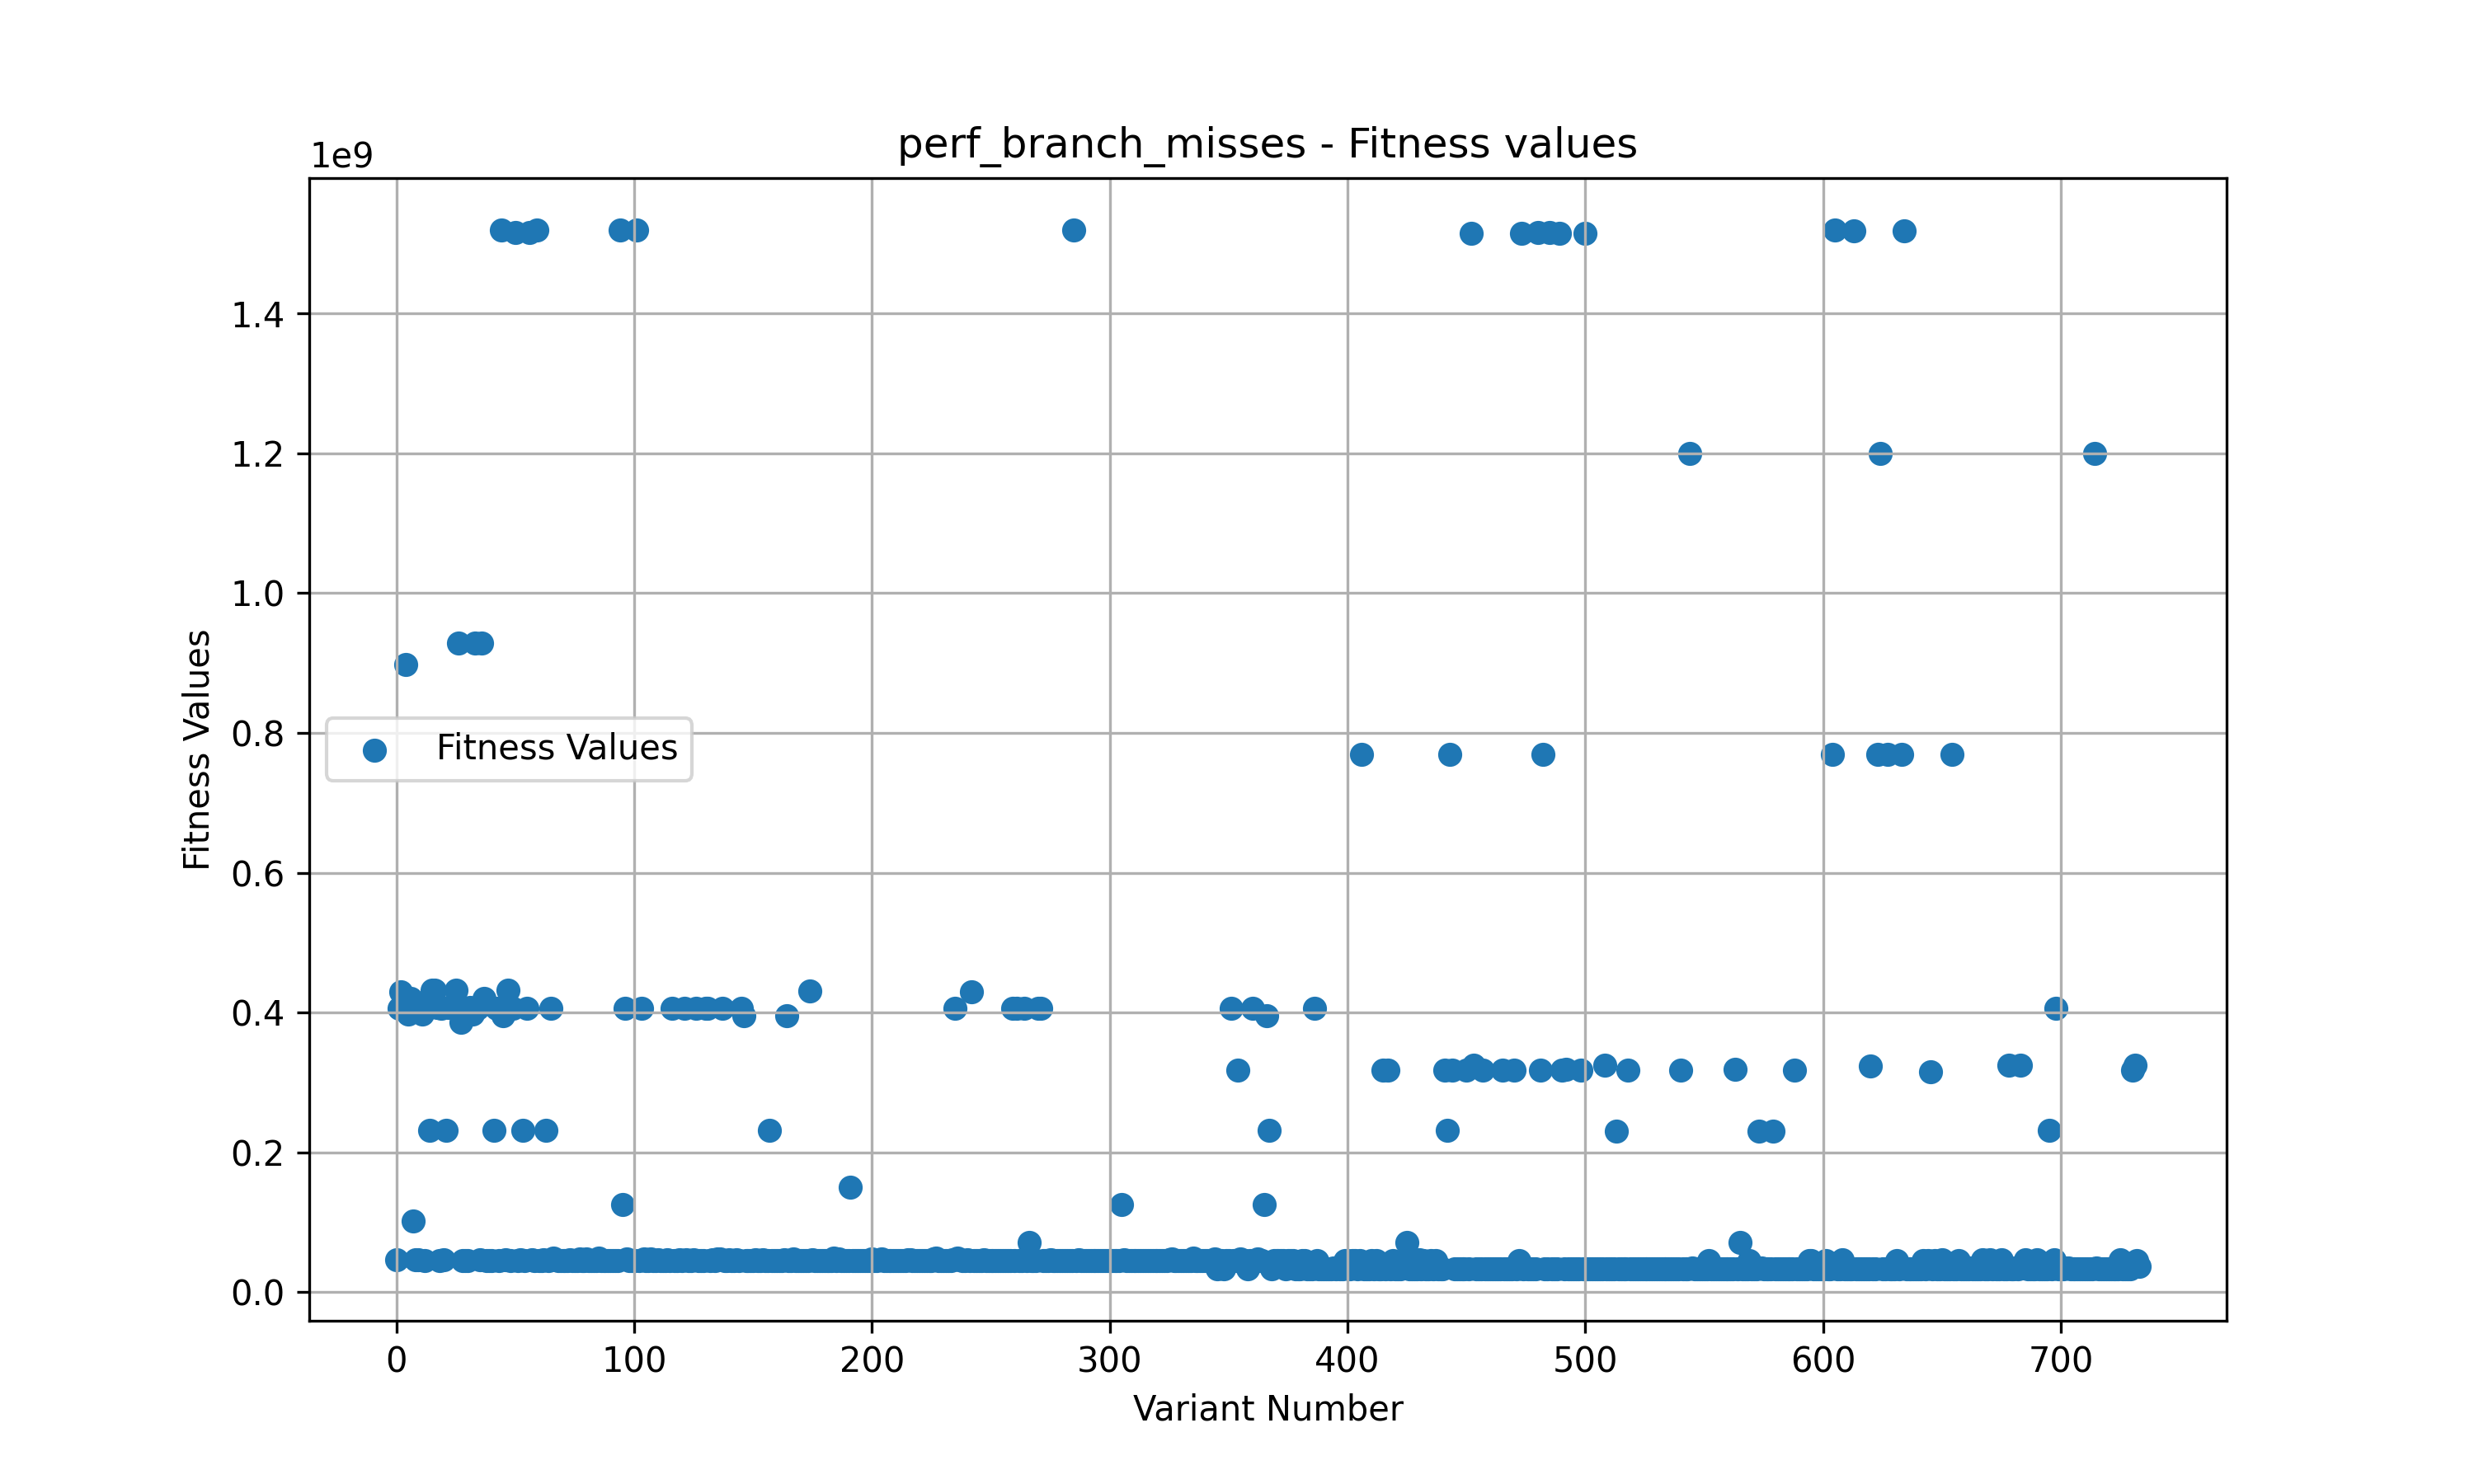 perf_branch_misses - Fitness values
1e9
1.4
1.2
1.0
0.8
0.6
0.4
0.2
0.0
Fitness Values
Fitness Values
0 100 200 300 400 500 600 700
Variant Number